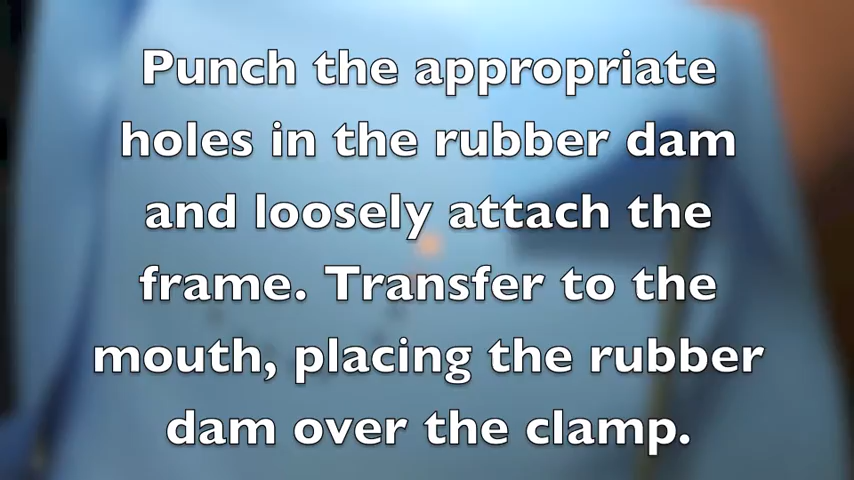 Punch the appropriate
holes in the rubber dam
and loosely attach the
frame. Transfer to the
mouth, placing the rubber
dam over the clamp.